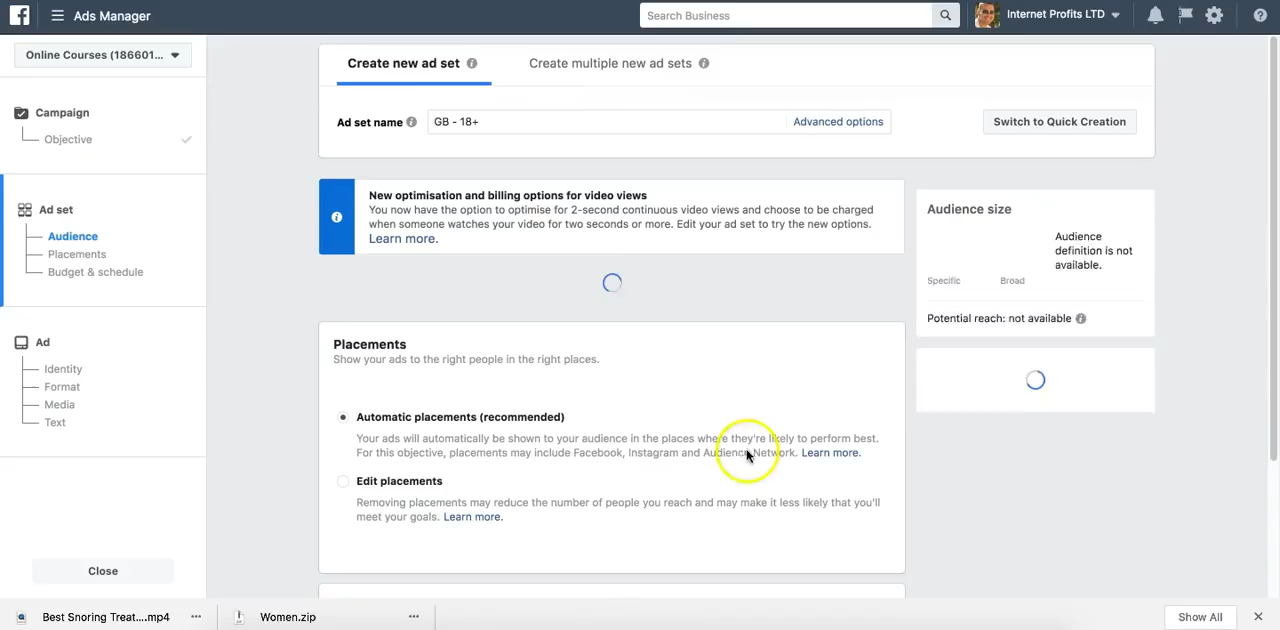 Ads Manager
Search Business
Internet Profits LTD
Online Courses (186601...
Create new ad set
Create multiple new ad sets
Campaign
Objective
Ad set name
GB - 18+
Advanced options
Switch to Quick Creation
Ad set
Audience
Placements
Budget & schedule
New optimisation and billing options for video views
You now have the option to optimise for 2-second continuous video views and choose to be charged
when someone watches your video for two seconds or more. Edit your ad set to try the new options.
Learn more.
Audience size
Audience
definition is not
available.
Specific
Broad
Potential reach: not available
Ad
Identity
Format
Media
Text
Placements
Show your ads to the right people in the right places.
Automatic placements (recommended)
Your ads will automatically be shown to your audience in the places where they're likely to perform best.
For this objective, placements may include Facebook, Instagram and Audience Network. Learn more.
Edit placements
Removing placements may reduce the number of people you reach and may make it less likely that you'll
meet your goals. Learn more.
Close
Best Snoring Treat....mp4
Women.zip
Show All